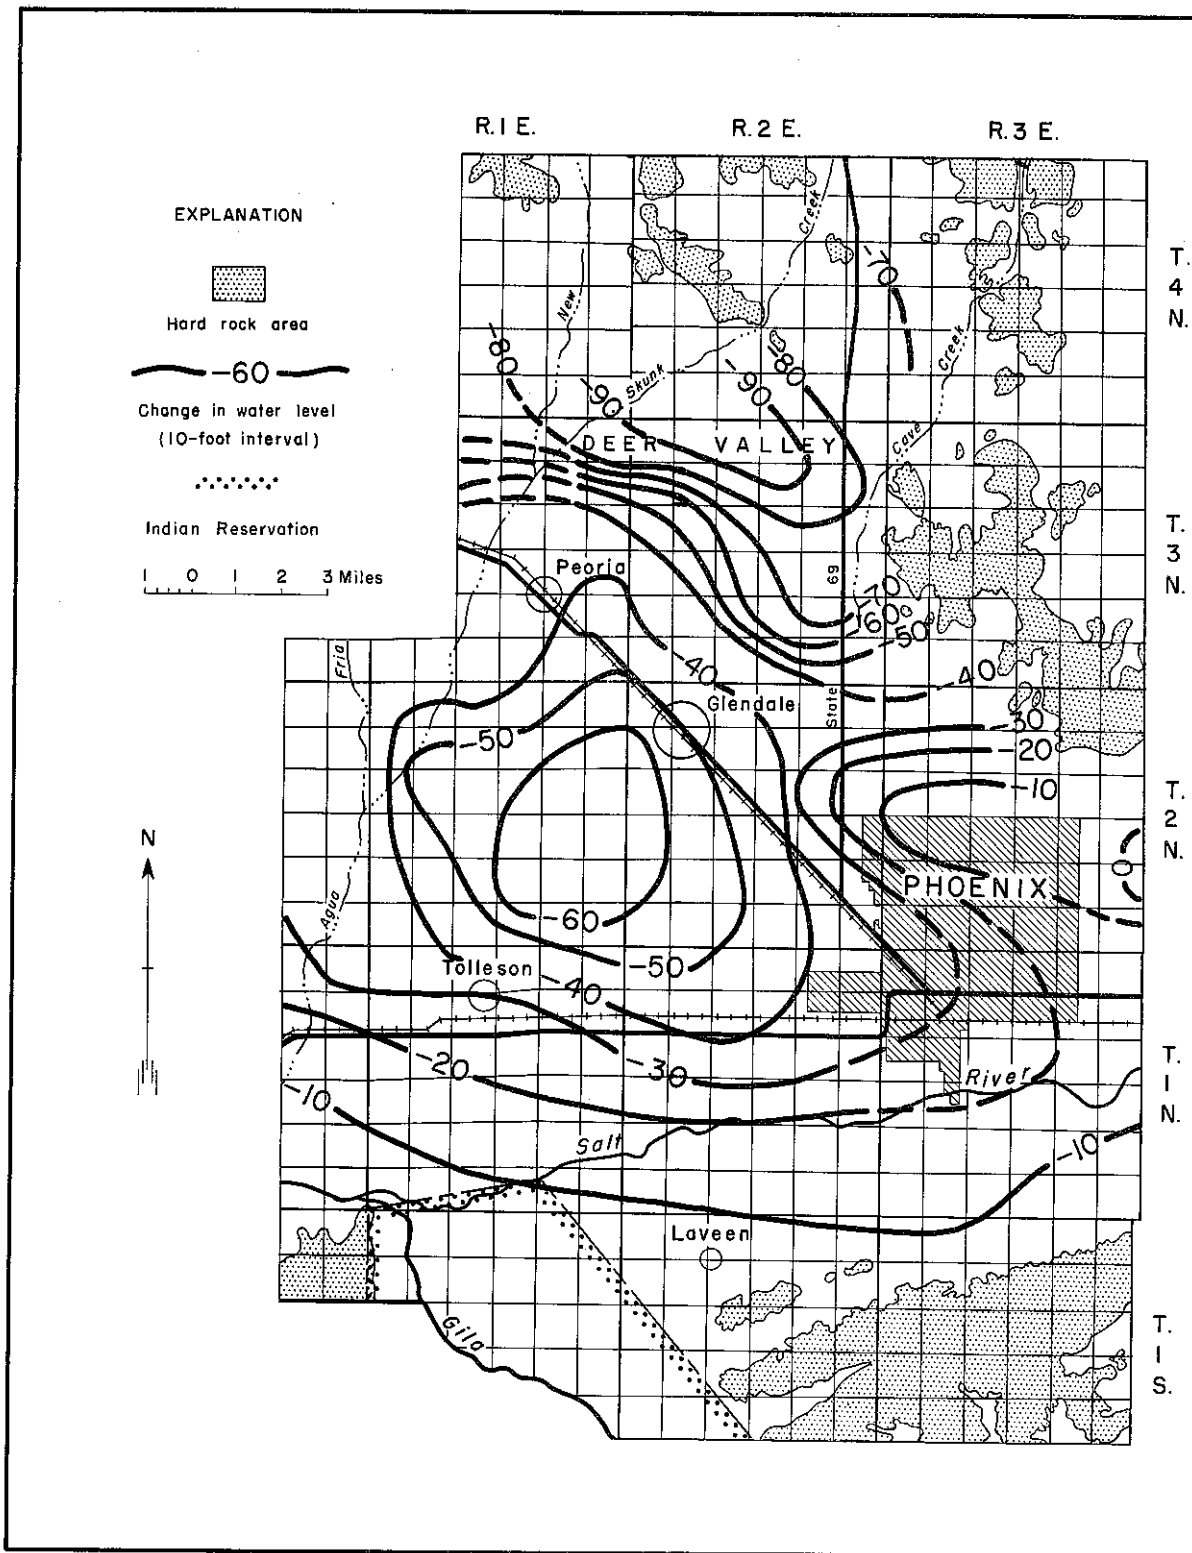 R.1 E.
R.2 E.
R.3 E.
EXPLANATION
Hard rock area
-60
Change in water level
(10-foot interval)
Indian Reservation
1 0 1 2 3 Miles
N
T.
4
N.
T.
3
N.
T.
2
N.
T.
1
N.
T.
1
S.
New
Skunk
Creek
Cave
Creek
-70
-80
-90
-90
-80
DEER VALLEY
Peoria
69
State
-70
-60
-50
-40
-40
Glendale
Fria
Agua
-50
-30
-20
-10
0
PHOENIX
-60
-50
Tolleson
-40
-30
-20
-10
River
Salt
-10
Laveen
Gila